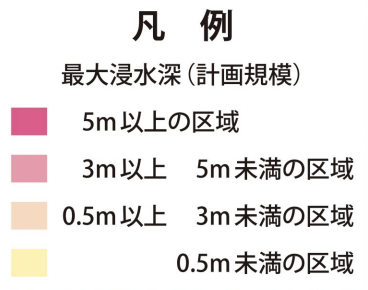 凡 例
最大浸水深（計画規模）
5m以上の区域
3m以上 5m未満の区域
0.5m以上 3m未満の区域
0.5m未満の区域